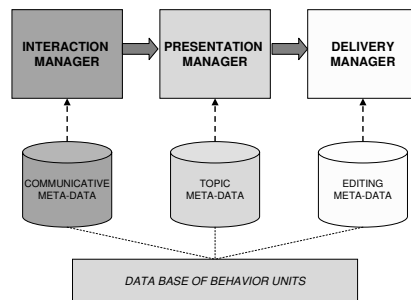 INTERACTION
MANAGER
PRESENTATION
MANAGER
DELIVERY
MANAGER
COMMUNICATIVE
META-DATA
TOPIC
META-DATA
EDITING
META-DATA
DATA BASE OF BEHAVIOR UNITS